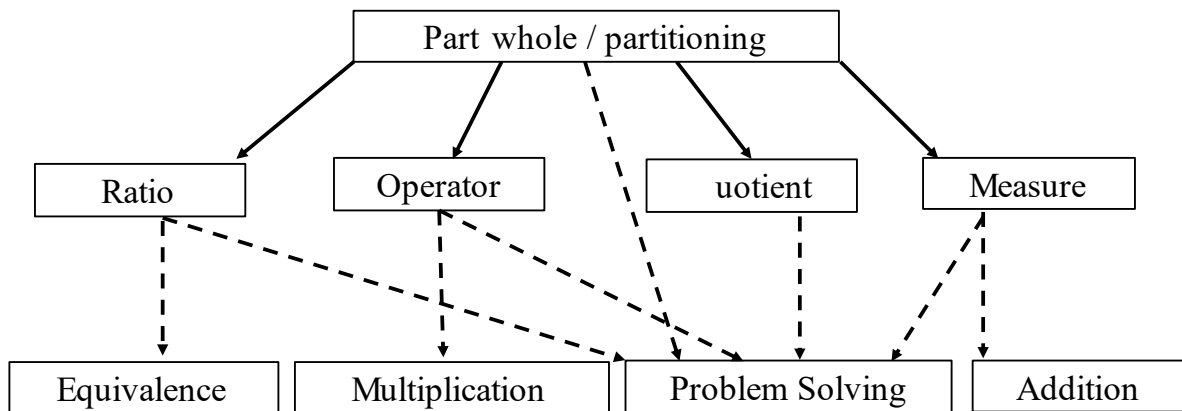 Part whole / partitioning
Ratio
Operator
uotient
Measure
Equivalence
Multiplication
Problem Solving
Addition